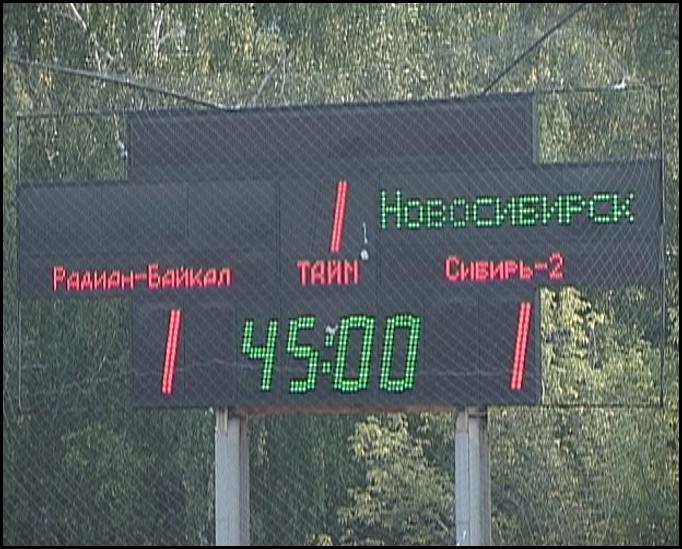 1 Новосибирск
Радиан-Байкал ТАЙМ Сибирь-2
1 45:00 1